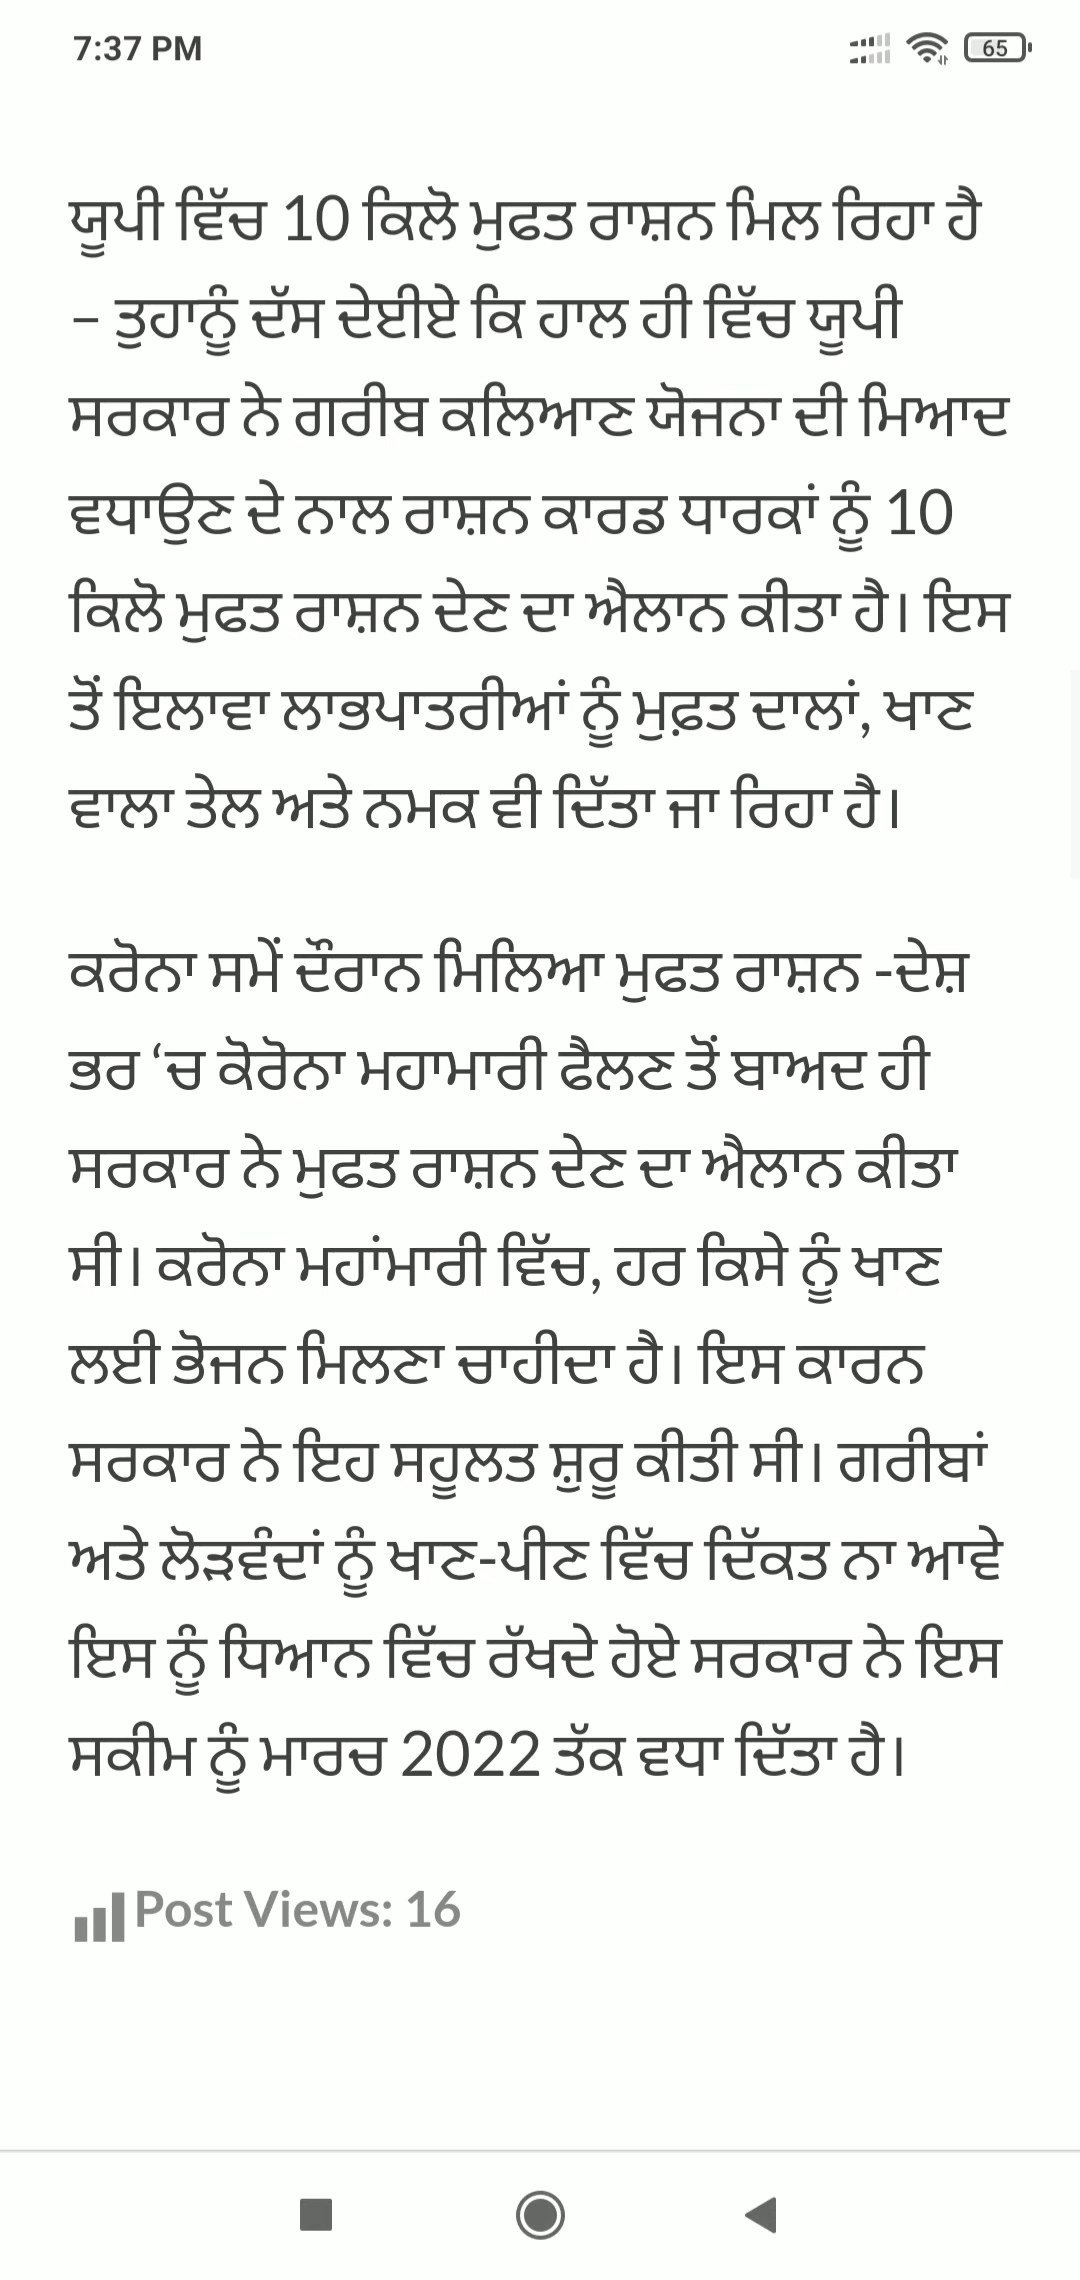 7:37 PM
65
ਯੂਪੀ ਵਿੱਚ 10 ਕਿਲੋ ਮੁਫਤ ਰਾਸ਼ਨ ਮਿਲ ਰਿਹਾ ਹੈ
– ਤੁਹਾਨੂੰ ਦੱਸ ਦੇਈਏ ਕਿ ਹਾਲ ਹੀ ਵਿੱਚ ਯੂਪੀ
ਸਰਕਾਰ ਨੇ ਗਰੀਬ ਕਲਿਆਣ ਯੋਜਨਾ ਦੀ ਮਿਆਦ
ਵਧਾਉਣ ਦੇ ਨਾਲ ਰਾਸ਼ਨ ਕਾਰਡ ਧਾਰਕਾਂ ਨੂੰ 10
ਕਿਲੋ ਮੁਫਤ ਰਾਸ਼ਨ ਦੇਣ ਦਾ ਐਲਾਨ ਕੀਤਾ ਹੈ। ਇਸ
ਤੋਂ ਇਲਾਵਾ ਲਾਭਪਾਤਰੀਆਂ ਨੂੰ ਮੁਫ਼ਤ ਦਾਲਾਂ, ਖਾਣ
ਵਾਲਾ ਤੇਲ ਅਤੇ ਨਮਕ ਵੀ ਦਿੱਤਾ ਜਾ ਰਿਹਾ ਹੈ।
ਕਰੋਨਾ ਸਮੇਂ ਦੌਰਾਨ ਮਿਲਿਆ ਮੁਫਤ ਰਾਸ਼ਨ -ਦੇਸ਼
ਭਰ ‘ਚ ਕੋਰੋਨਾ ਮਹਾਮਾਰੀ ਫੈਲਣ ਤੋਂ ਬਾਅਦ ਹੀ
ਸਰਕਾਰ ਨੇ ਮੁਫਤ ਰਾਸ਼ਨ ਦੇਣ ਦਾ ਐਲਾਨ ਕੀਤਾ
ਸੀ। ਕਰੋਨਾ ਮਹਾਂਮਾਰੀ ਵਿੱਚ, ਹਰ ਕਿਸੇ ਨੂੰ ਖਾਣ
ਲਈ ਭੋਜਨ ਮਿਲਣਾ ਚਾਹੀਦਾ ਹੈ। ਇਸ ਕਾਰਨ
ਸਰਕਾਰ ਨੇ ਇਹ ਸਹੂਲਤ ਸ਼ੁਰੂ ਕੀਤੀ ਸੀ। ਗਰੀਬਾਂ
ਅਤੇ ਲੋੜਵੰਦਾਂ ਨੂੰ ਖਾਣ-ਪੀਣ ਵਿੱਚ ਦਿੱਕਤ ਨਾ ਆਵੇ
ਇਸ ਨੂੰ ਧਿਆਨ ਵਿੱਚ ਰੱਖਦੇ ਹੋਏ ਸਰਕਾਰ ਨੇ ਇਸ
ਸਕੀਮ ਨੂੰ ਮਾਰਚ 2022 ਤੱਕ ਵਧਾ ਦਿੱਤਾ ਹੈ।
Post Views: 16